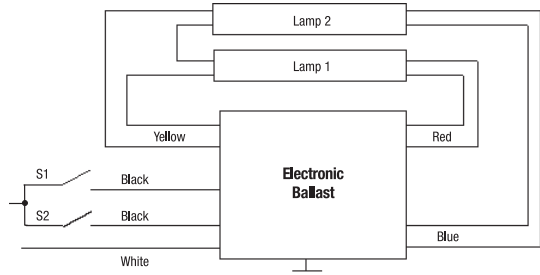 Lamp 2
Lamp 1
Yellow
Red
Electronic
Ballast
S1
Black
S2
Black
Blue
White